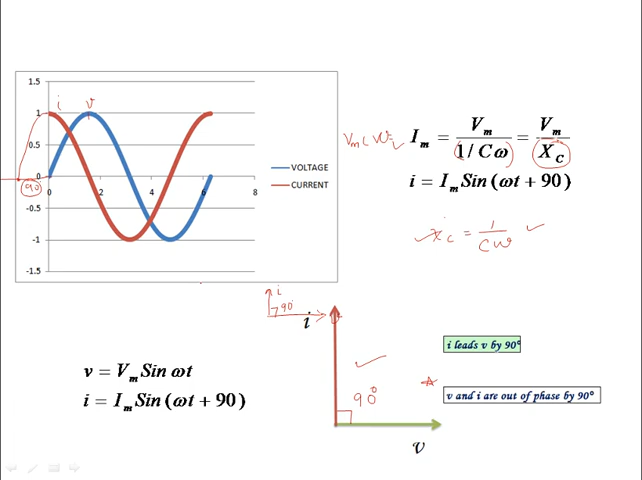 1.5
1
0.5
0
-0.5
-1
-1.5
0 2 4 6 8
i v
90
VOLTAGE
CURRENT
V_m C ω =
I_m = V_m / (1 / Cω) = V_m / X_C
i = I_m Sin (ωt + 90)
x_c = 1 / Cω
i
90°
i
i leads v by 90°
v = V_m Sin ωt
i = I_m Sin (ωt + 90)
90°
v and i are out of phase by 90°
v